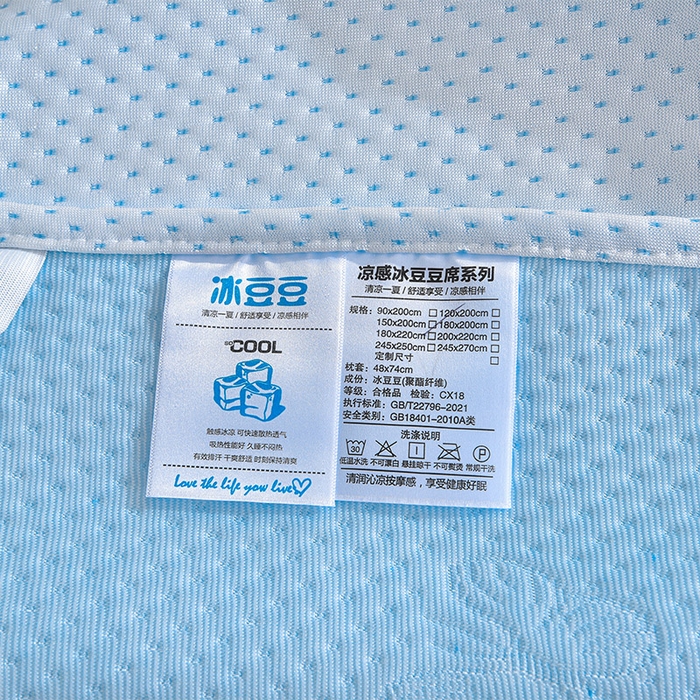 冰豆豆
清凉一夏/舒适享受/凉感相伴
SO COOL
触感冰凉 可快速散热透气
吸热性能好 久睡不闷热
有效排汗 干爽舒适 时刻保持清爽
Love the life you live
凉感冰豆豆席系列
清凉一夏/舒适享受/凉感相伴
规格：90x200cm□ 120x200cm□
150x200cm□ 180x200cm□
180x220cm□ 200x220cm□
245x250cm□ 245x270cm□
定制尺寸 □
枕套：48x74cm
成份：冰豆豆(聚酯纤维)
等级：合格品 检验：CX18
执行标准：GB/T22796-2021
安全类别：GB18401-2010A类
洗涤说明
30 P
低温水洗 不可漂白 悬挂晾干 不可熨烫 常规干洗
清润沁凉按摩感，享受健康好眠